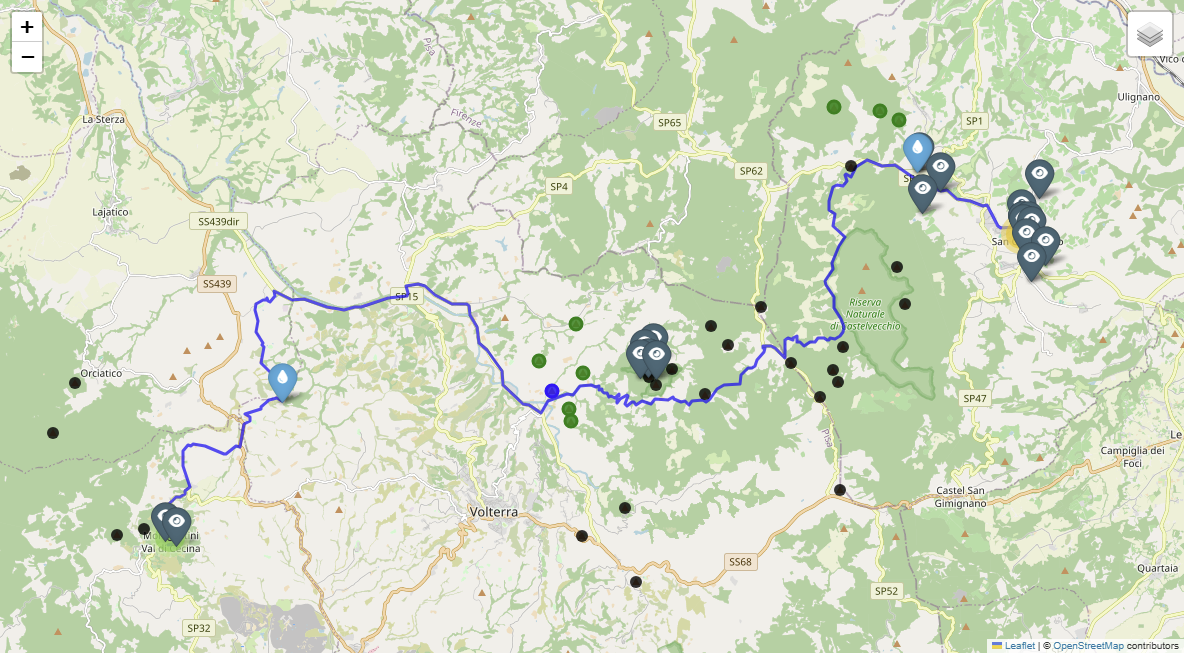 +
−
Vico
Pisa
Ulignano
La Sterza
Firenze
SP65
SP1
SP62
SP4
Lajatico
SS439dir
SS439
SP15
Riserva
Naturale
di Castelvecchio
Orciatico
SP47
Pisa
Le
Campiglia dei
Foci
Castel San
Gimignano
Volterra
Val di Cecina
SS68
Quartaia
SP52
SP32
Leaflet | © OpenStreetMap contributors